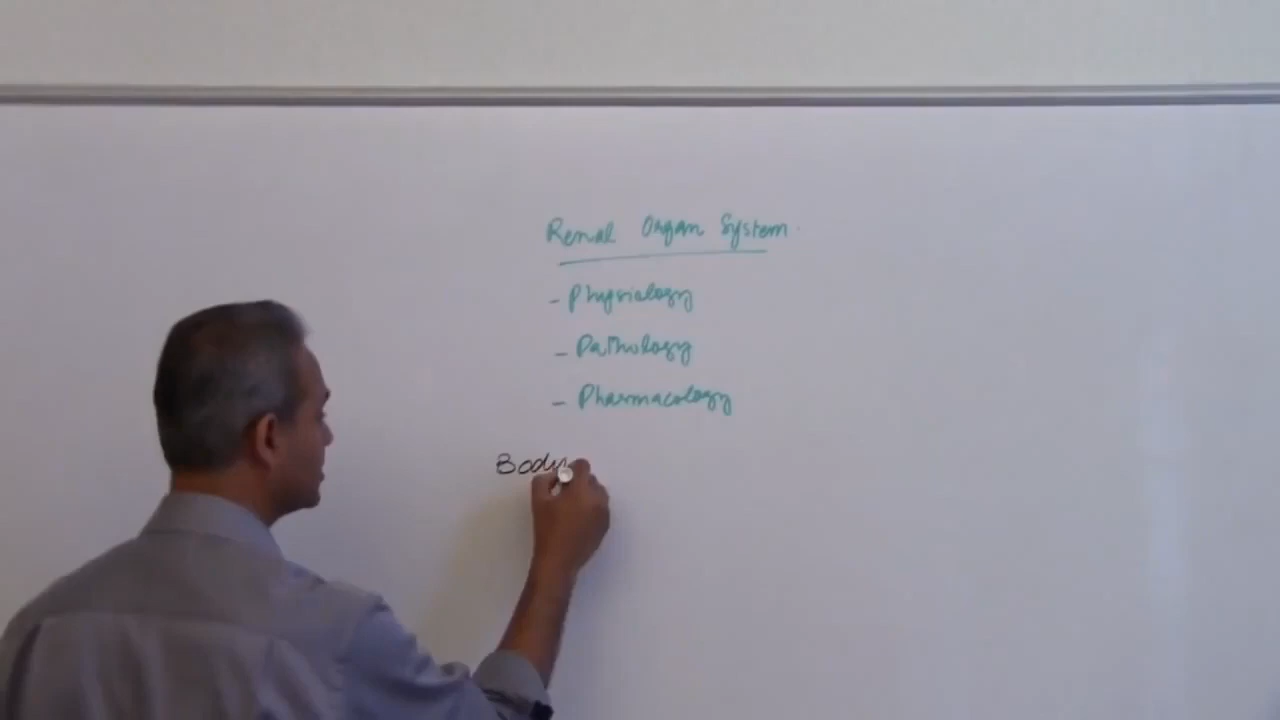 Renal Organ System.
- Physiology
- Pathology
- Pharmacology
Body